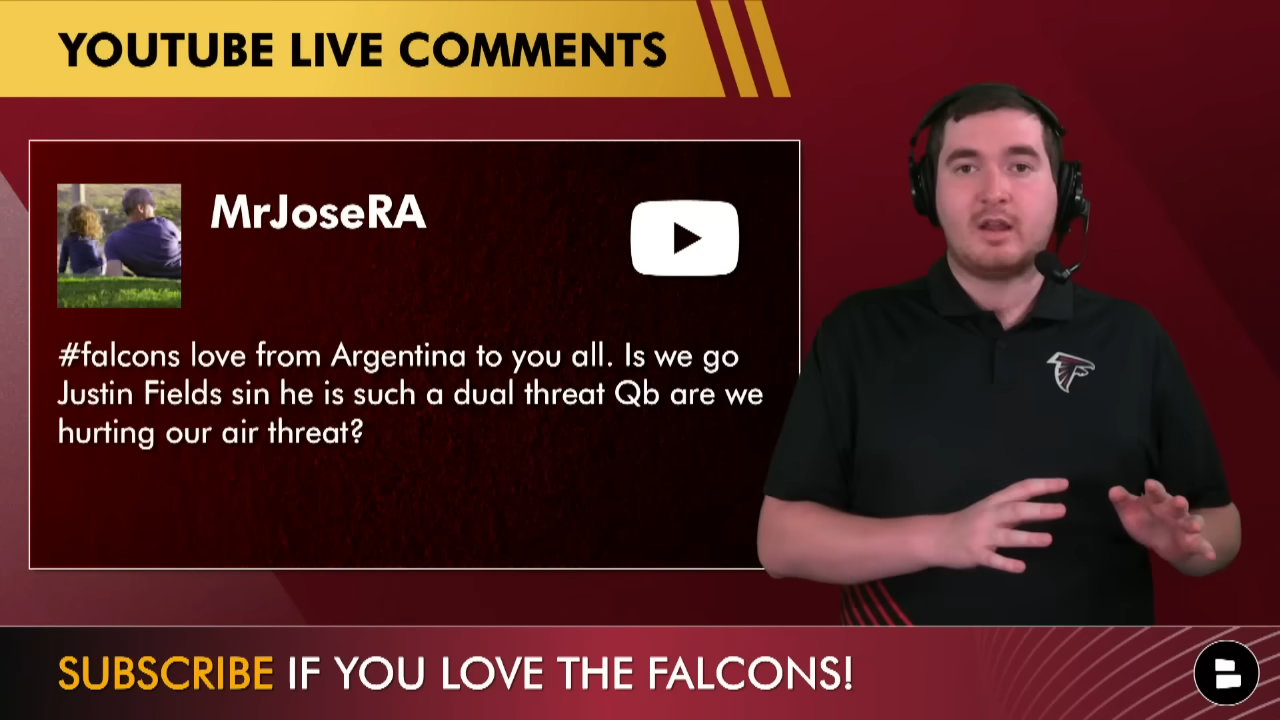 YOUTUBE LIVE COMMENTS
MrJoseRA
#falcons love from Argentina to you all. Is we go
Justin Fields sin he is such a dual threat Qb are we
hurting our air threat?
SUBSCRIBE IF YOU LOVE THE FALCONS!